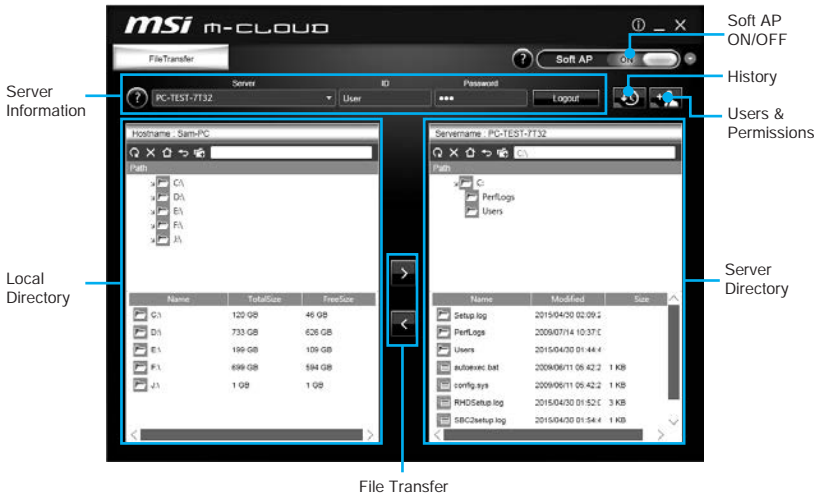 msi m-CLOUD
Soft AP
ON/OFF
FileTransfer
Soft AP ON
Server
Information
Server ID Password
PC-TEST-7T32 User ●●● Logout
History
Users &
Permissions
Hostname : Sam-PC
Path
C:\
D:\
E:\
F:\
J:\
Servername : PC-TEST-7T32
C:\
Path
C:
PerfLogs
Users
Local
Directory
Name TotalSize FreeSize
C:\ 120 GB 46 GB
D:\ 733 GB 626 GB
E:\ 199 GB 109 GB
F:\ 699 GB 594 GB
J:\ 1 GB 1 GB
Server
Directory
Name Modified Size
Setup.log 2015/04/30 02:09:2
PerfLogs 2009/07/14 10:37:0
Users 2015/04/30 01:44:4
autoexec.bat 2009/06/11 05:42:2 1 KB
config.sys 2009/06/11 05:42:2 1 KB
RHDSetup.log 2015/04/30 01:52:0 3 KB
SBC2setup.log 2015/04/30 01:54:4 1 KB
File Transfer